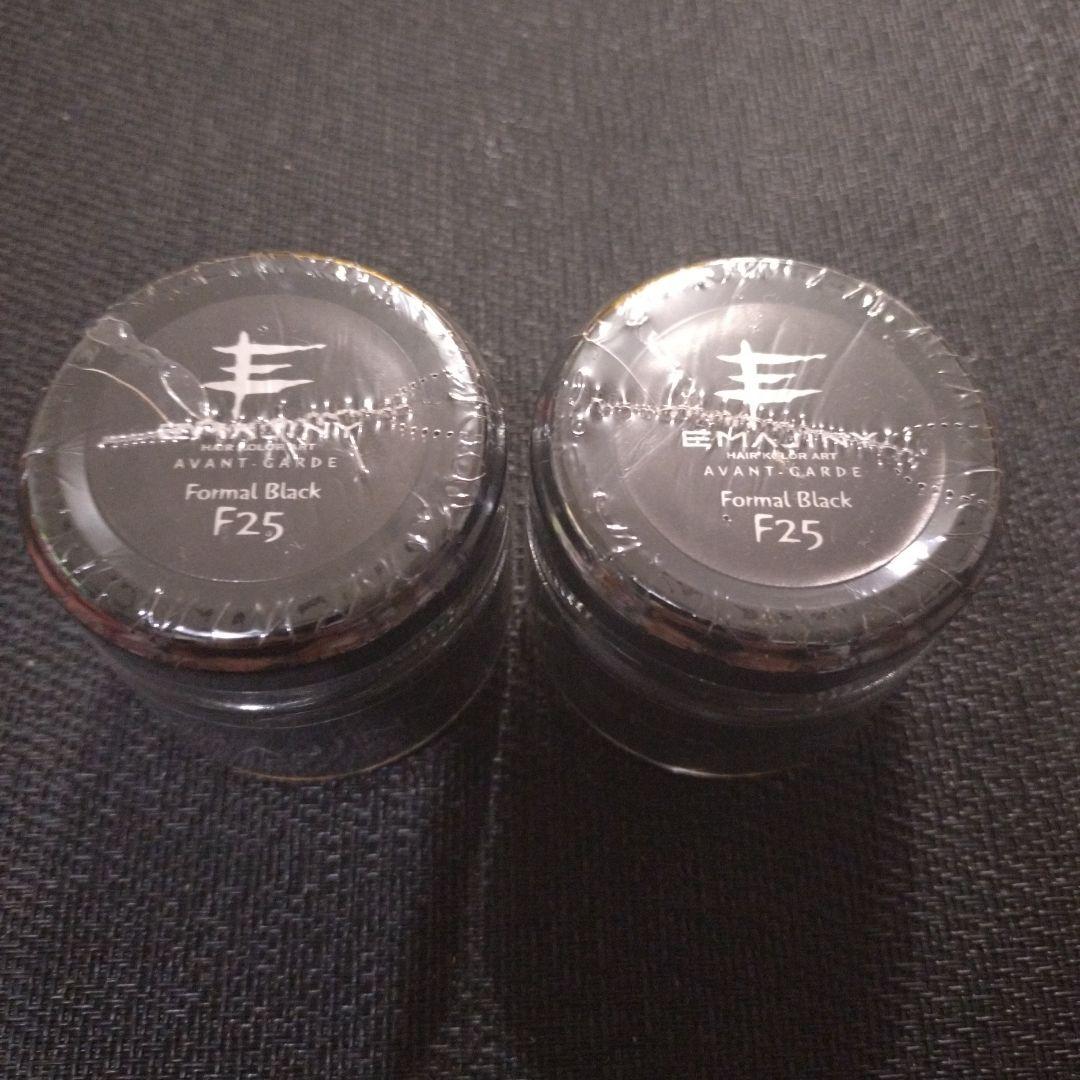 EMAJINY
HAIR KOLOR ART
AVANT-GARDE
Formal Black
F25
EMAJINY
HAIR KOLOR ART
AVANT-GARDE
Formal Black
F25